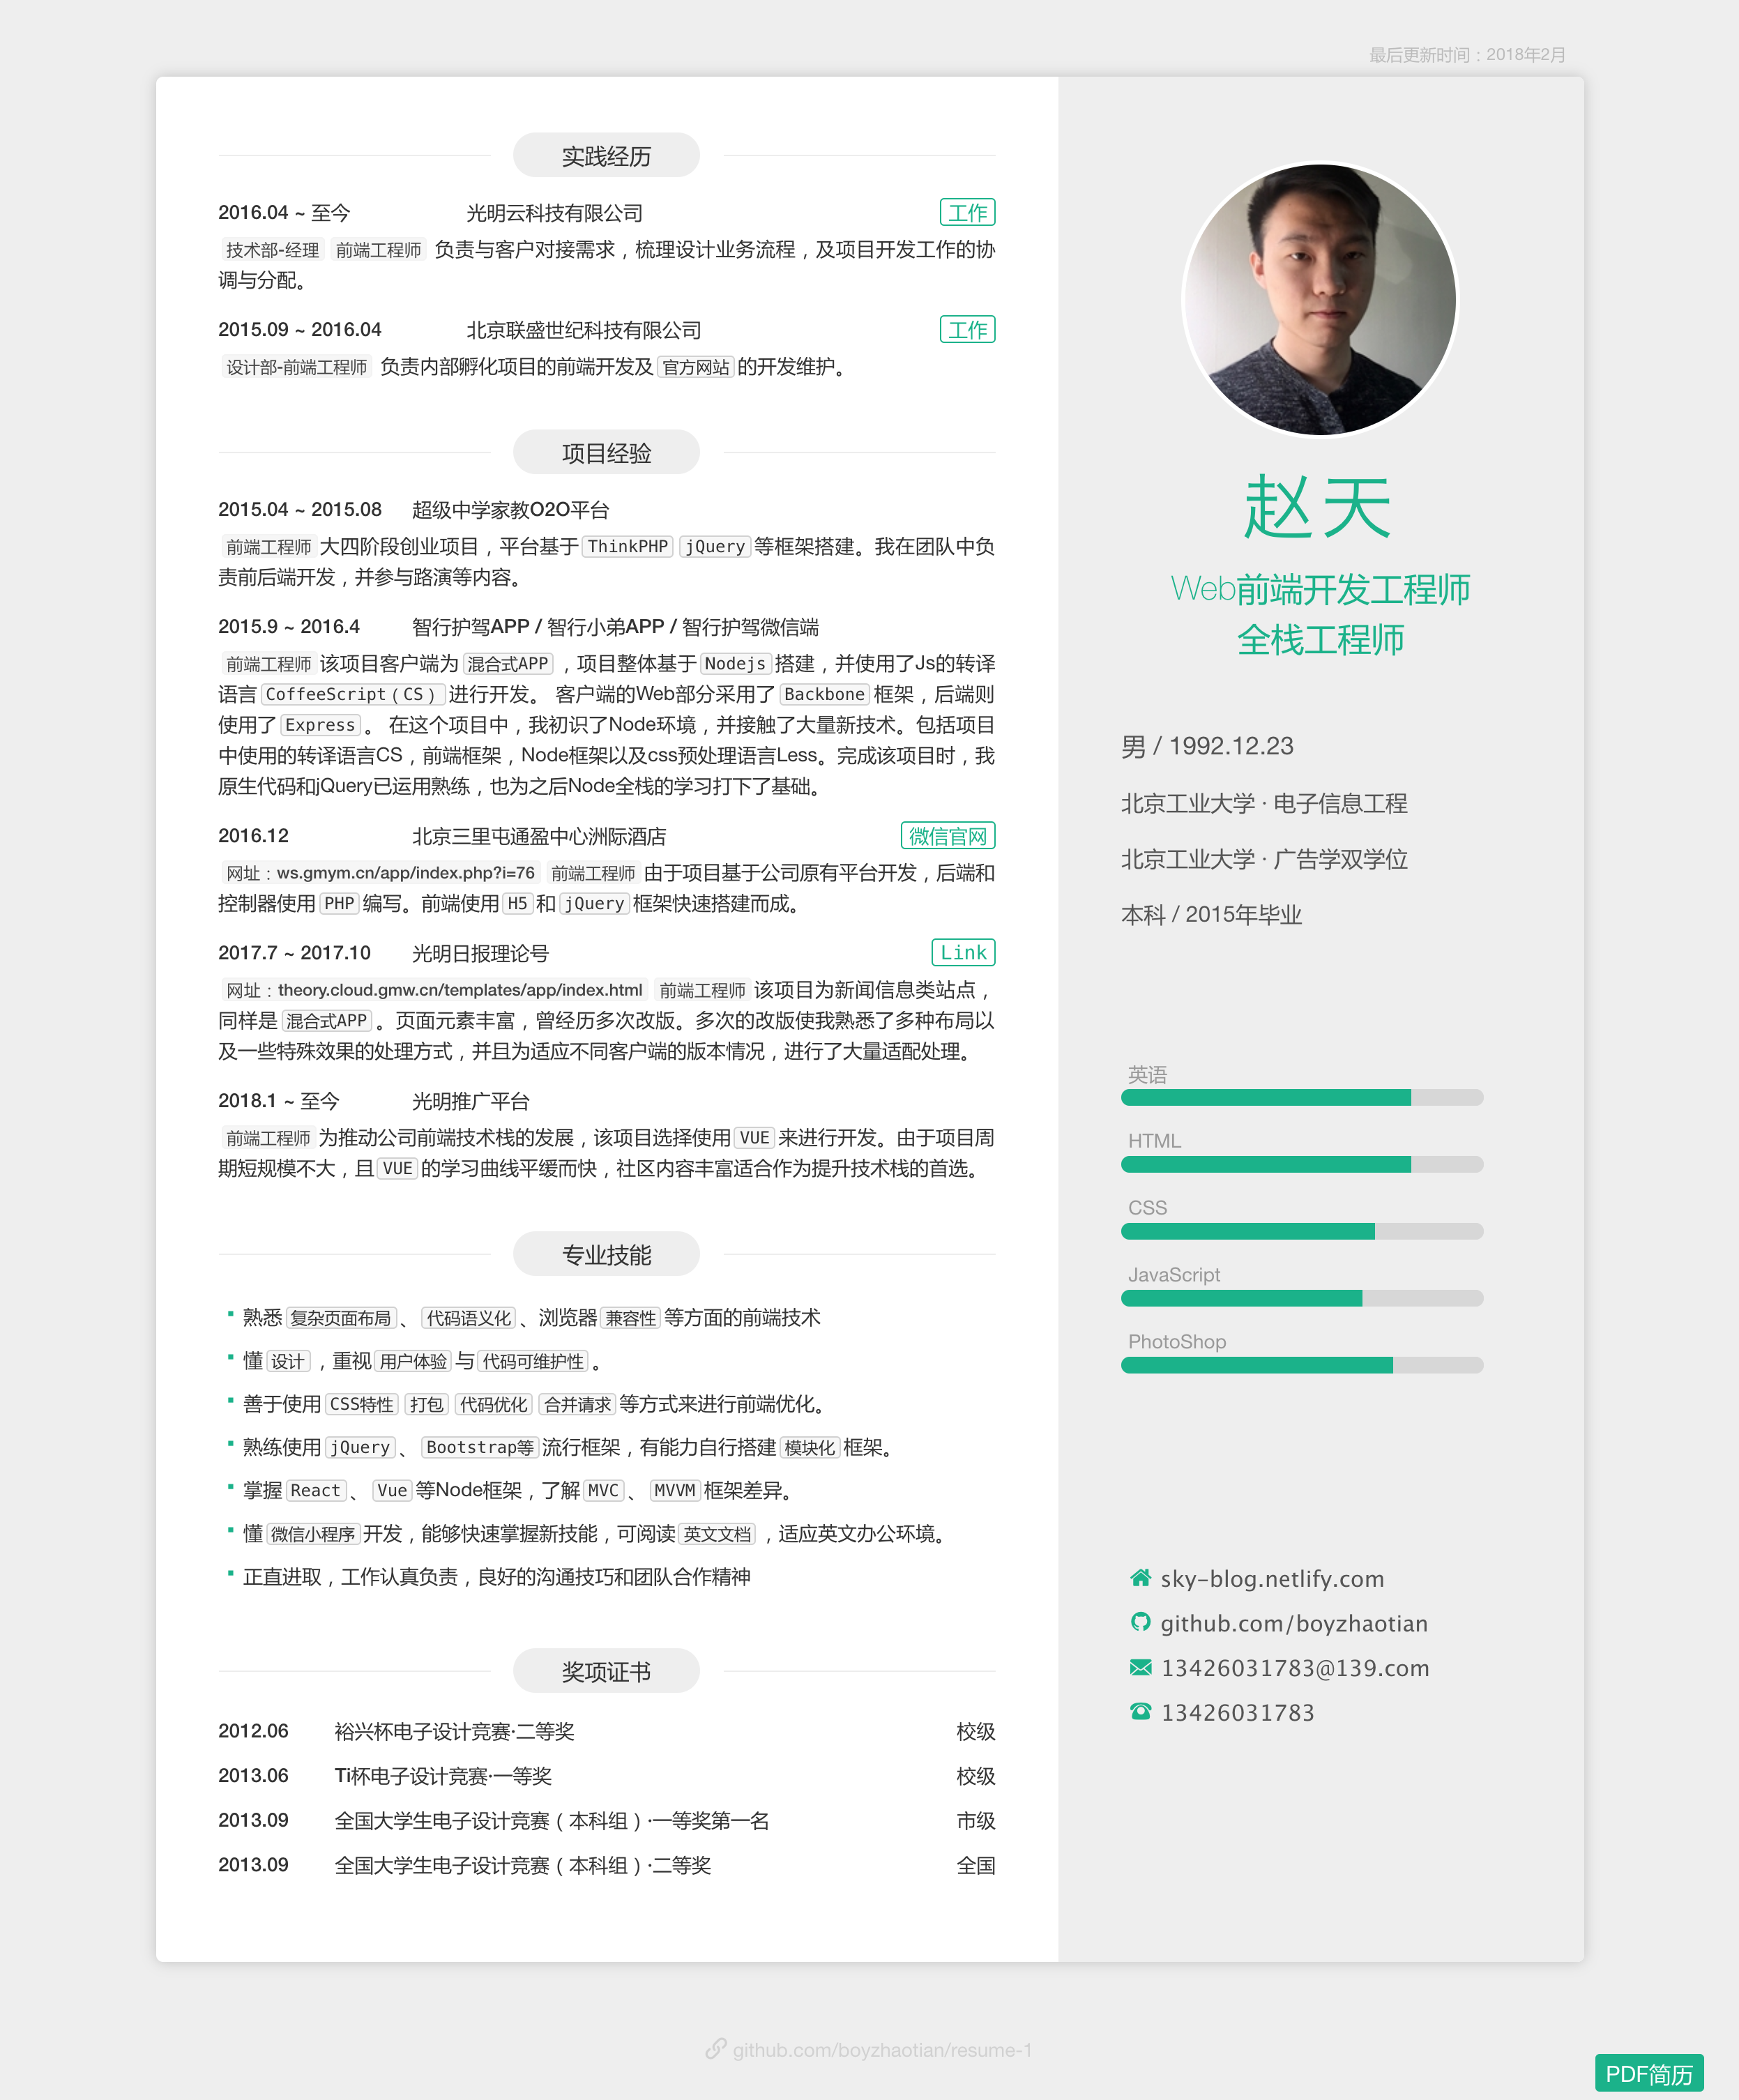 最后更新时间：2018年2月
实践经历
2016.04 ~ 至今 光明云科技有限公司 工作
技术部-经理 前端工程师 负责与客户对接需求，梳理设计业务流程，及项目开发工作的协
调与分配。
2015.09 ~ 2016.04 北京联盛世纪科技有限公司 工作
设计部-前端工程师 负责内部孵化项目的前端开发及 官方网站 的开发维护。
项目经验
2015.04 ~ 2015.08 超级中学家教O2O平台
前端工程师 大四阶段创业项目，平台基于 ThinkPHP jQuery 等框架搭建。我在团队中负
责前后端开发，并参与路演等内容。
2015.9 ~ 2016.4 智行护驾APP / 智行小弟APP / 智行护驾微信端
前端工程师 该项目客户端为 混合式APP ，项目整体基于 Nodejs 搭建，并使用了Js的转译
语言 CoffeeScript（CS） 进行开发。 客户端的Web部分采用了 Backbone 框架，后端则
使用了 Express 。 在这个项目中，我初识了Node环境，并接触了大量新技术。包括项目
中使用的转译语言CS，前端框架，Node框架以及css预处理语言Less。完成该项目时，我
原生代码和jQuery已运用熟练，也为之后Node全栈的学习打下了基础。
2016.12 北京三里屯通盈中心洲际酒店 微信官网
网址：ws.gmym.cn/app/index.php?i=76 前端工程师 由于项目基于公司原有平台开发，后端和
控制器使用 PHP 编写。前端使用 H5 和 jQuery 框架快速搭建而成。
2017.7 ~ 2017.10 光明日报理论号 Link
网址：theory.cloud.gmw.cn/templates/app/index.html 前端工程师 该项目为新闻信息类站点，
同样是 混合式APP 。页面元素丰富，曾经历多次改版。多次的改版使我熟悉了多种布局以
及一些特殊效果的处理方式，并且为适应不同客户端的版本情况，进行了大量适配处理。
2018.1 ~ 至今 光明推广平台
前端工程师 为推动公司前端技术栈的发展，该项目选择使用 VUE 来进行开发。由于项目周
期短规模不大，且 VUE 的学习曲线平缓而快，社区内容丰富适合作为提升技术栈的首选。
专业技能
熟悉 复杂页面布局 、 代码语义化 、浏览器 兼容性 等方面的前端技术
懂 设计 ，重视 用户体验 与 代码可维护性 。
善于使用 CSS特性 打包 代码优化 合并请求 等方式来进行前端优化。
熟练使用 jQuery 、 Bootstrap等 流行框架，有能力自行搭建 模块化 框架。
掌握 React 、 Vue 等Node框架，了解 MVC 、 MVVM 框架差异。
懂 微信小程序 开发，能够快速掌握新技能，可阅读 英文文档 ，适应英文办公环境。
正直进取，工作认真负责，良好的沟通技巧和团队合作精神
奖项证书
2012.06 裕兴杯电子设计竞赛·二等奖 校级
2013.06 Ti杯电子设计竞赛·一等奖 校级
2013.09 全国大学生电子设计竞赛（本科组）·一等奖第一名 市级
2013.09 全国大学生电子设计竞赛（本科组）·二等奖 全国
赵天
Web前端开发工程师
全栈工程师
男 / 1992.12.23
北京工业大学 · 电子信息工程
北京工业大学 · 广告学双学位
本科 / 2015年毕业
英语
HTML
CSS
JavaScript
PhotoShop
sky-blog.netlify.com
github.com/boyzhaotian
13426031783@139.com
13426031783
github.com/boyzhaotian/resume-1
PDF简历